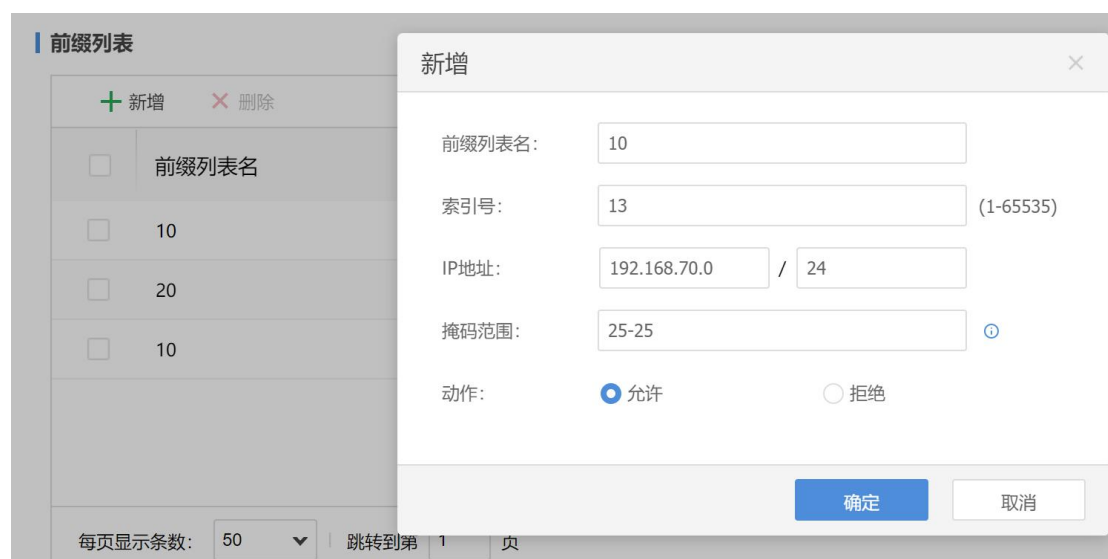 前缀列表
新增 删除
前缀列表名
10
20
10
每页显示条数： 50 跳转到第 1 页
新增
前缀列表名： 10
索引号： 13 (1-65535)
IP地址： 192.168.70.0 / 24
掩码范围： 25-25
动作： 允许 拒绝
确定 取消